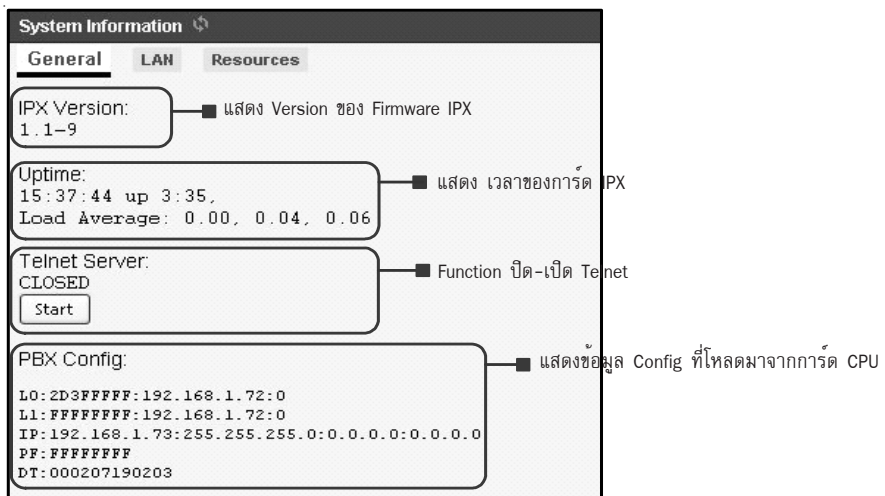 System Information
General LAN Resources
IPX Version:
1.1-9
แสดง Version ของ Firmware IPX
Uptime:
15:37:44 up 3:35,
Load Average: 0.00, 0.04, 0.06
แสดง เวลาของการ์ด IPX
Telnet Server:
CLOSED
Start
Function ปิด-เปิด Telnet
PBX Config:
แสดงข้อมูล Config ที่โหลดมาจากการ์ด CPU
L0:2D3FFFFF:192.168.1.72:0
L1:FFFFFFFF:192.168.1.72:0
IP:192.168.1.73:255.255.255.0:0.0.0.0:0.0.0.0
PF:FFFFFFFF
DT:000207190203